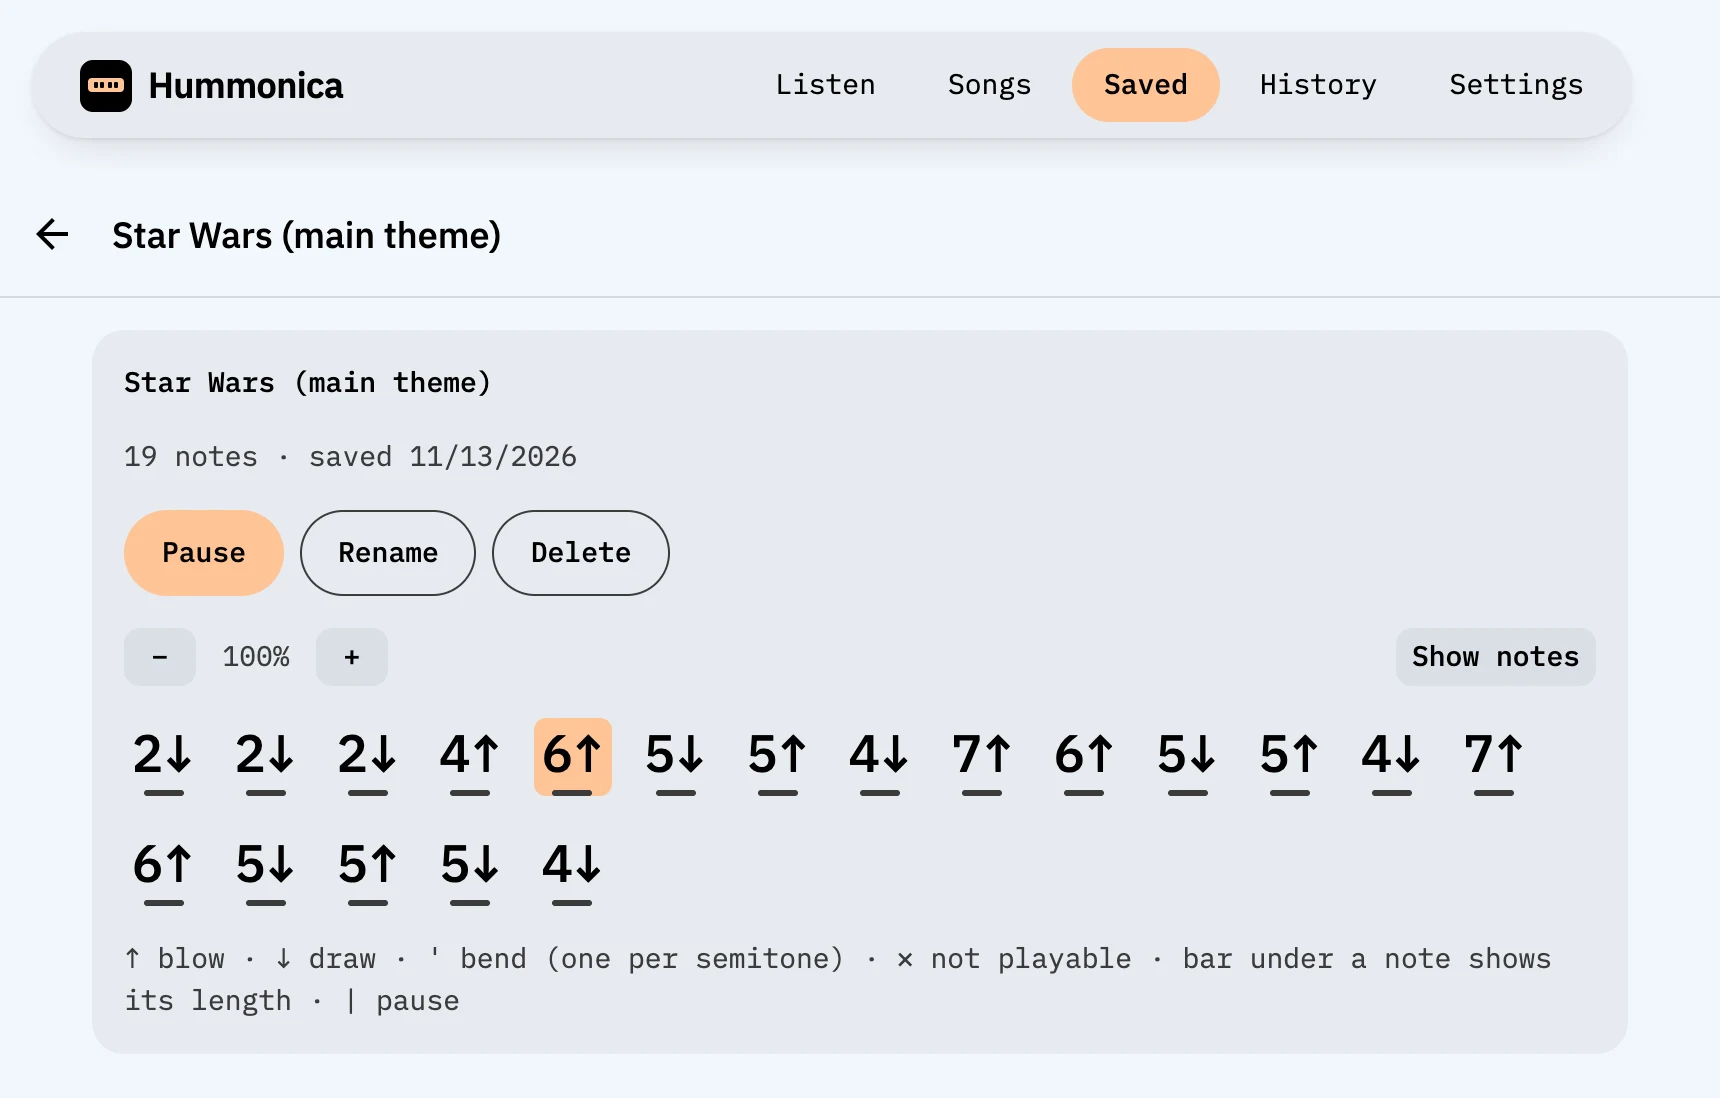 Hummonica
Listen
Songs
Saved
History
Settings
Star Wars (main theme)
Star Wars (main theme)
19 notes · saved 11/13/2026
Pause
Rename
Delete
− 100% +
Show notes
2↓ 2↓ 2↓ 4↑ 6↑ 5↓ 5↑ 4↓ 7↑ 6↑ 5↓ 5↑ 4↓ 7↑
6↑ 5↓ 5↑ 5↓ 4↓
↑ blow · ↓ draw · ' bend (one per semitone) · × not playable · bar under a note shows
its length · | pause